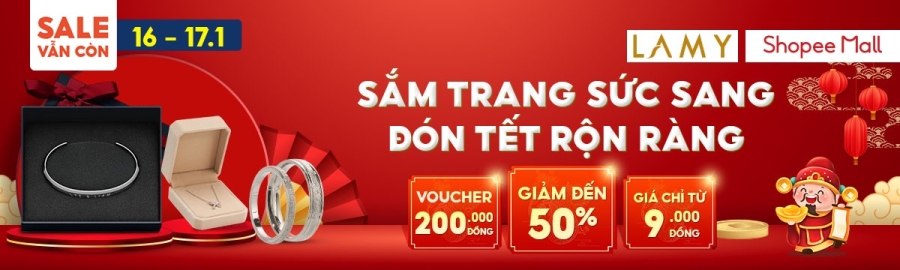 SALE
VẪN CÒN
16 – 17.1
LAMY
Shopee Mall
SẮM TRANG SỨC SANG
ĐÓN TẾT RỘN RÀNG
VOUCHER
200.000
ĐỒNG
GIẢM ĐẾN
50%
GIÁ CHỈ TỪ
9.000
ĐỒNG